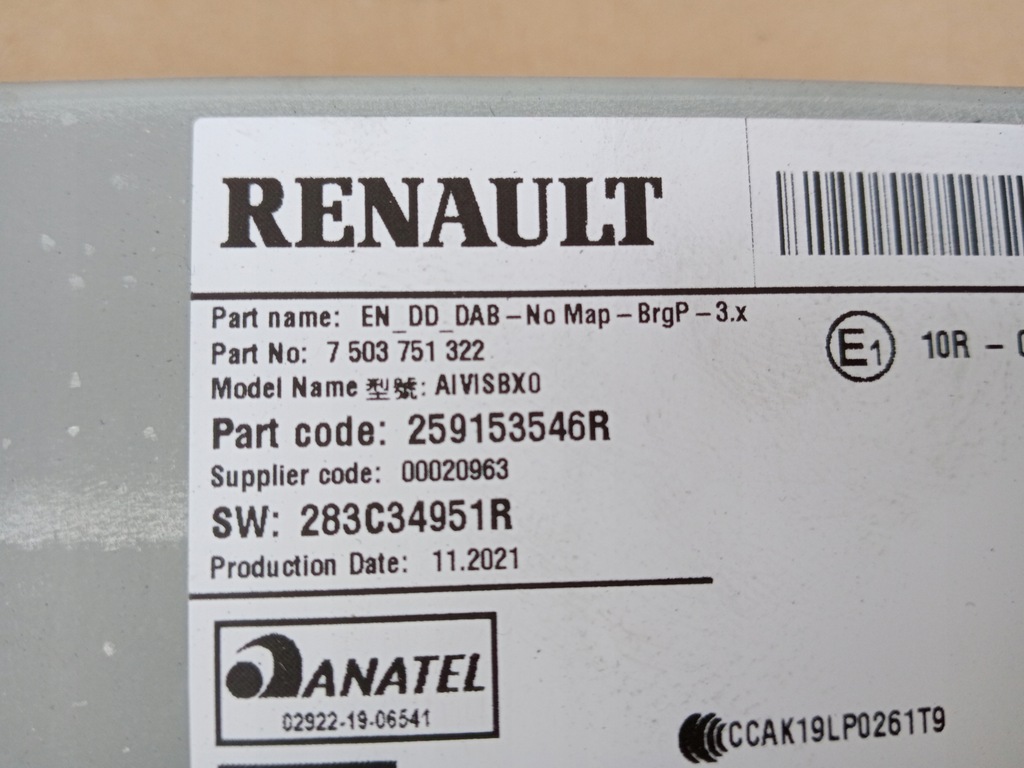 RENAULT
Part name: EN_DD_DAB-No Map-BrgP-3.x
Part No: 7 503 751 322
Model Name 型號: AIVISBX0
Part code: 259153546R
Supplier code: 00020963
SW: 283C34951R
Production Date: 11.2021
E1 10R -
ANATEL
02922-19-06541
CCAK19LP0261T9